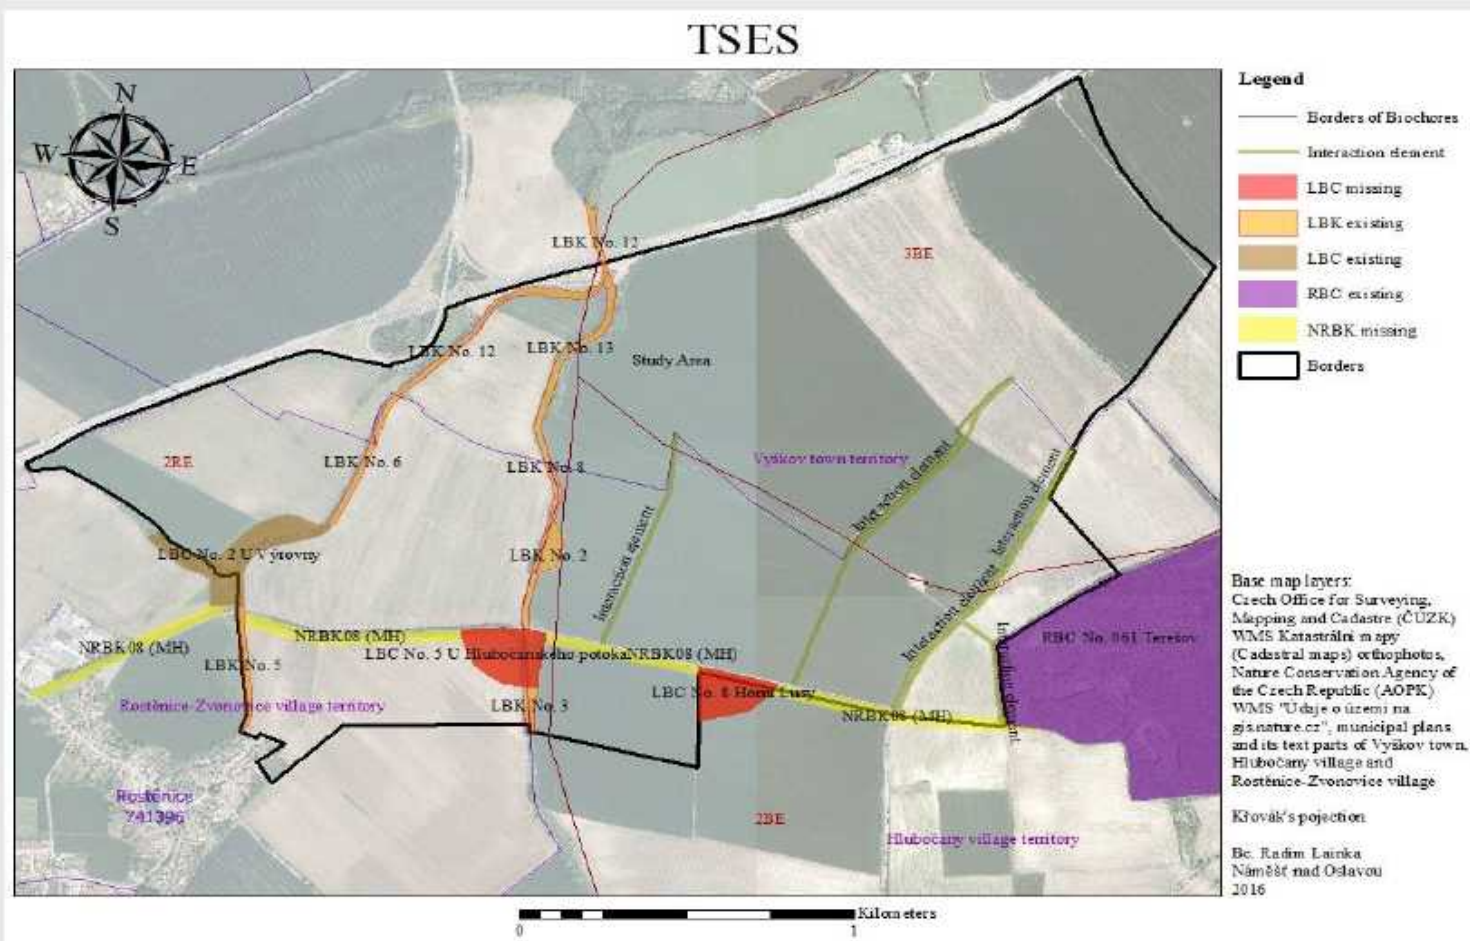 TSES
N
W
E
S
LBK No. 12
3BE
LBK No. 12
LBK No. 13
Study Area
2RE
LBK No. 6
LBK No. 8
Vyškov town territory
Interaction element
Interaction element
Interaction element
LBC No. 2 U Výrovny
LBK No. 2
Interaction element
NRBK08 (MH)
NRBK08 (MH)
LBC No. 5 U Hlubočanského potoka
NRBK08 (MH)
RBC No. 061 Terešov
LBK No. 5
LBC No. 8 Horní Lusy
Interaction element
Rostěnice-Zvonovice village territory
LBK No. 3
NRBK08 (MH)
Rostěnice
741396
2BE
Hlubočany village territory
Kilometers
0
1
Legend
Borders of Biochores
Interaction element
LBC missing
LBK existing
LBC existing
RBC existing
NRBK missing
Borders
Base map layers:
Czech Office for Surveying,
Mapping and Cadastre (ČÚZK)
WMS Katastrální mapy
(Cadastral maps) orthophotos,
Nature Conservation Agency of
the Czech Republic (AOPK)
WMS "Údaje o území na
gis.nature.cz", municipal plans
and its text parts of Vyškov town,
Hlubočany village and
Rostěnice-Zvonovice village
Křovák's pojection
Bc. Radim Lainka
Náměšť nad Oslavou
2016